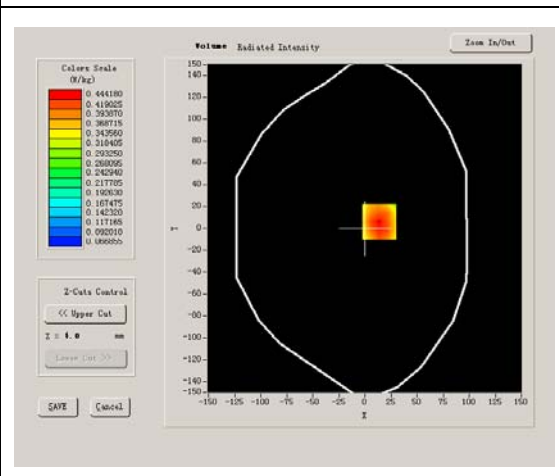 Volume Radiated Intensity
Zoom In/Out
Colors Scale
(W/kg)
0.444180
0.419025
0.393870
0.368715
0.343560
0.318405
0.293250
0.268095
0.242940
0.217785
0.192630
0.167475
0.142320
0.117165
0.092010
0.066855
150
140
120
100
80
60
40
20
0
-20
-40
-60
-80
-100
-120
-140
-150
Y
-150 -125 -100 -75 -50 -25 0 25 50 75 100 125 150
X
Z-Cuts Control
<< Upper Cut
Z = 4.0 mm
Lower Cut >>
SAVE
Cancel